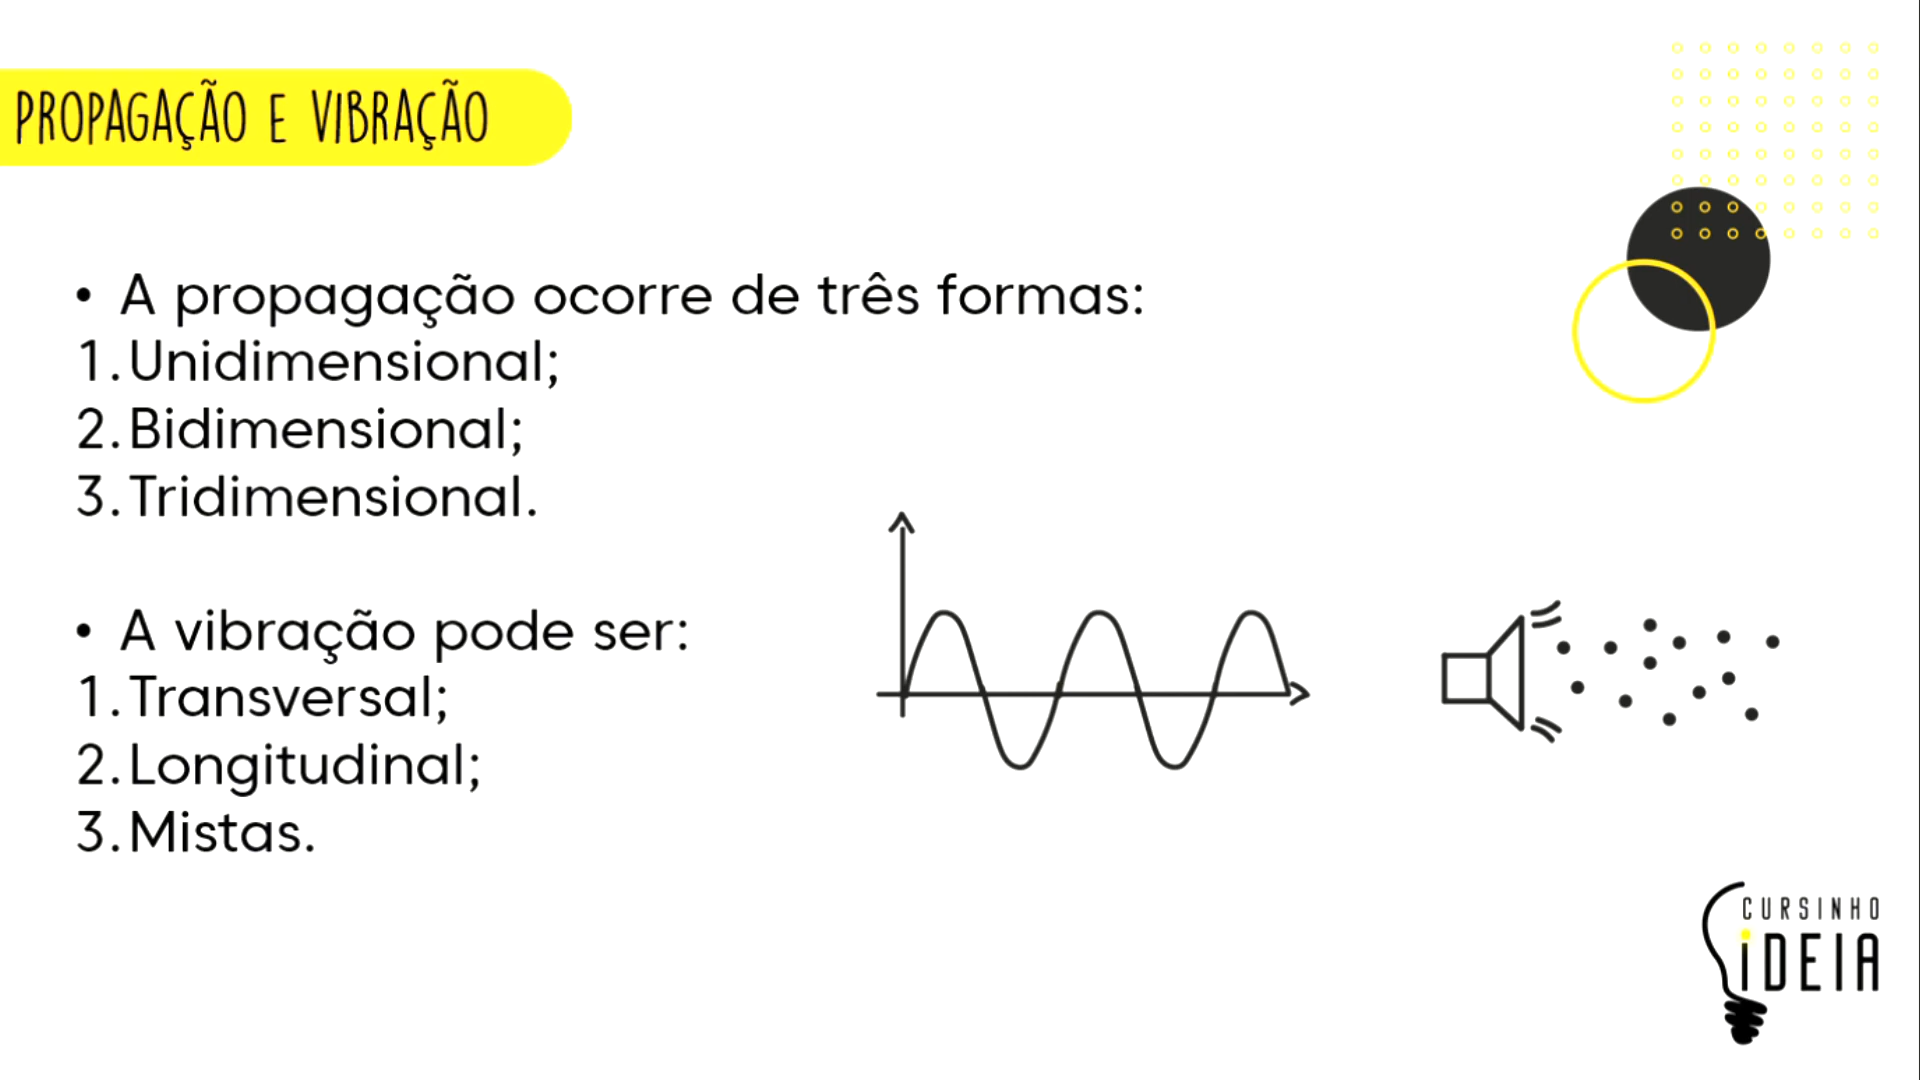 PROPAGAÇÃO E VIBRAÇÃO
• A propagação ocorre de três formas:
1. Unidimensional;
2. Bidimensional;
3. Tridimensional.
• A vibração pode ser:
1. Transversal;
2. Longitudinal;
3. Mistas.
CURSINHO
iDEIA